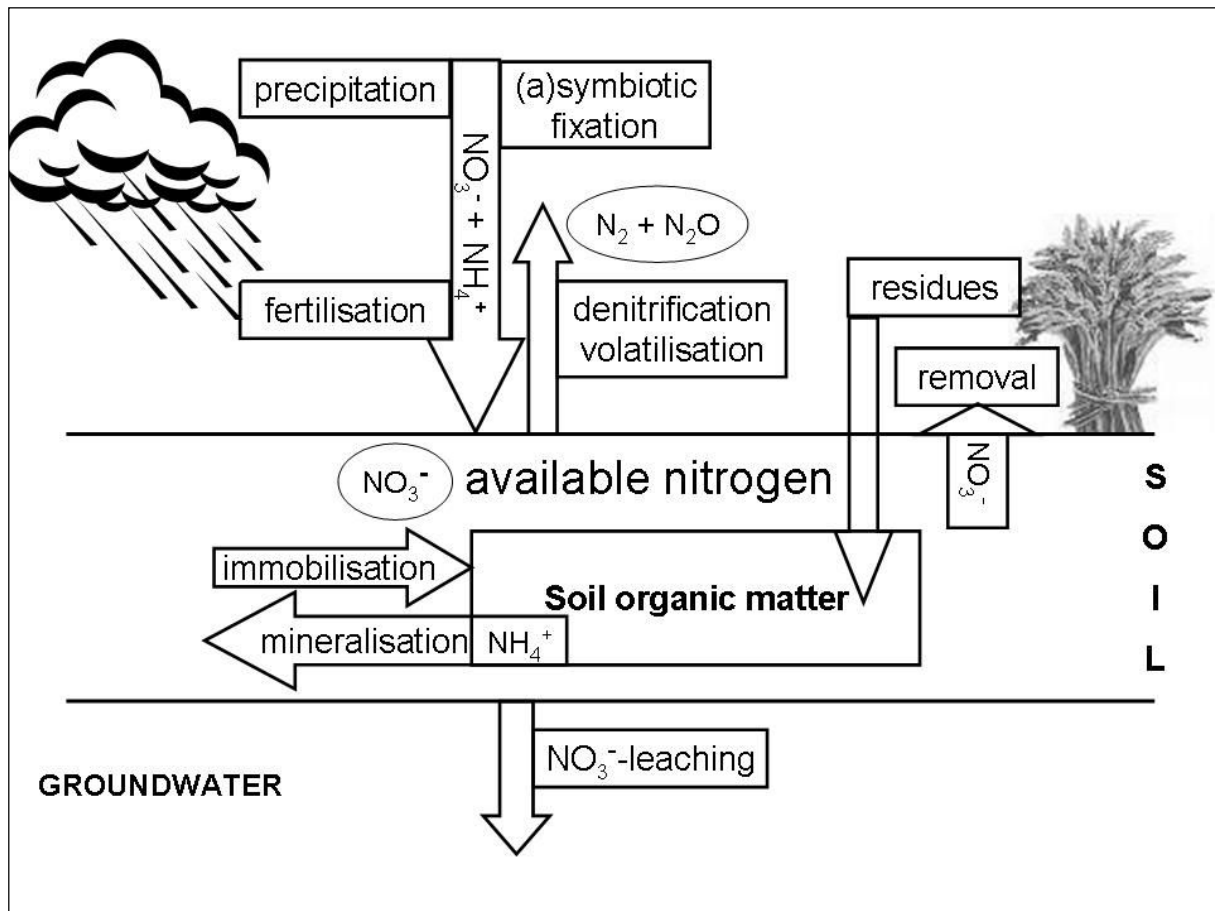 precipitation
(a)symbiotic
fixation
NO₃⁻ + NH₄⁺
N₂ + N₂O
fertilisation
denitrification
volatilisation
residues
removal
NO₃⁻
NO₃⁻
available nitrogen
S
O
I
L
immobilisation
Soil organic matter
mineralisation
NH₄⁺
NO₃⁻-leaching
GROUNDWATER